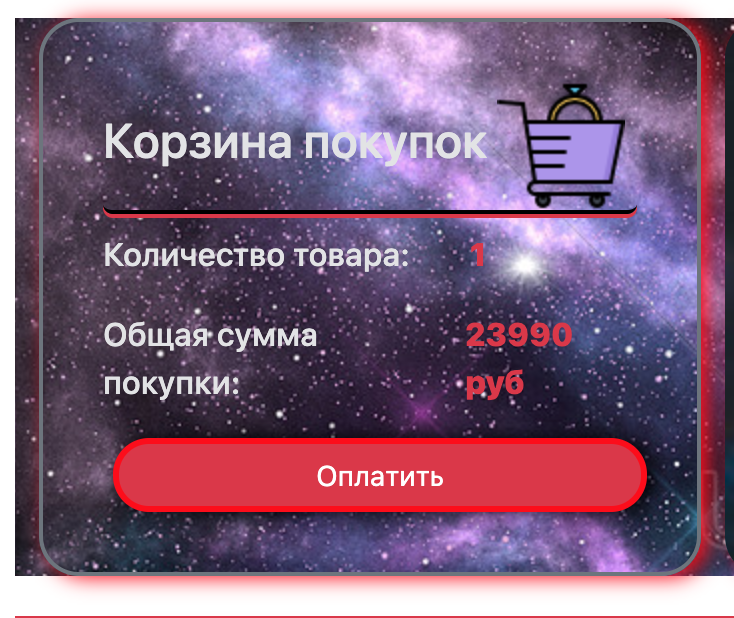 Корзина покупок
Количество товара: 1
Общая сумма 23990
покупки: руб
Оплатить